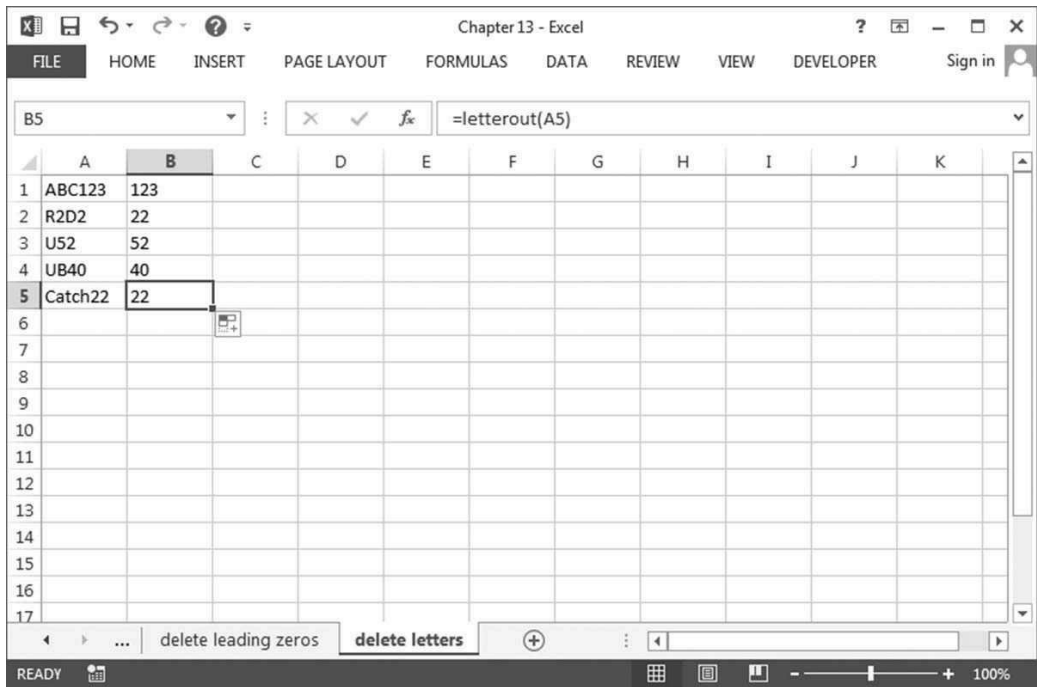 Chapter 13 - Excel
FILE HOME INSERT PAGE LAYOUT FORMULAS DATA REVIEW VIEW DEVELOPER Sign in
B5 fx =letterout(A5)
A B C D E F G H I J K
1 ABC123 123
2 R2D2 22
3 U52 52
4 UB40 40
5 Catch22 22
6
7
8
9
10
11
12
13
14
15
16
17
... delete leading zeros delete letters
READY 100%